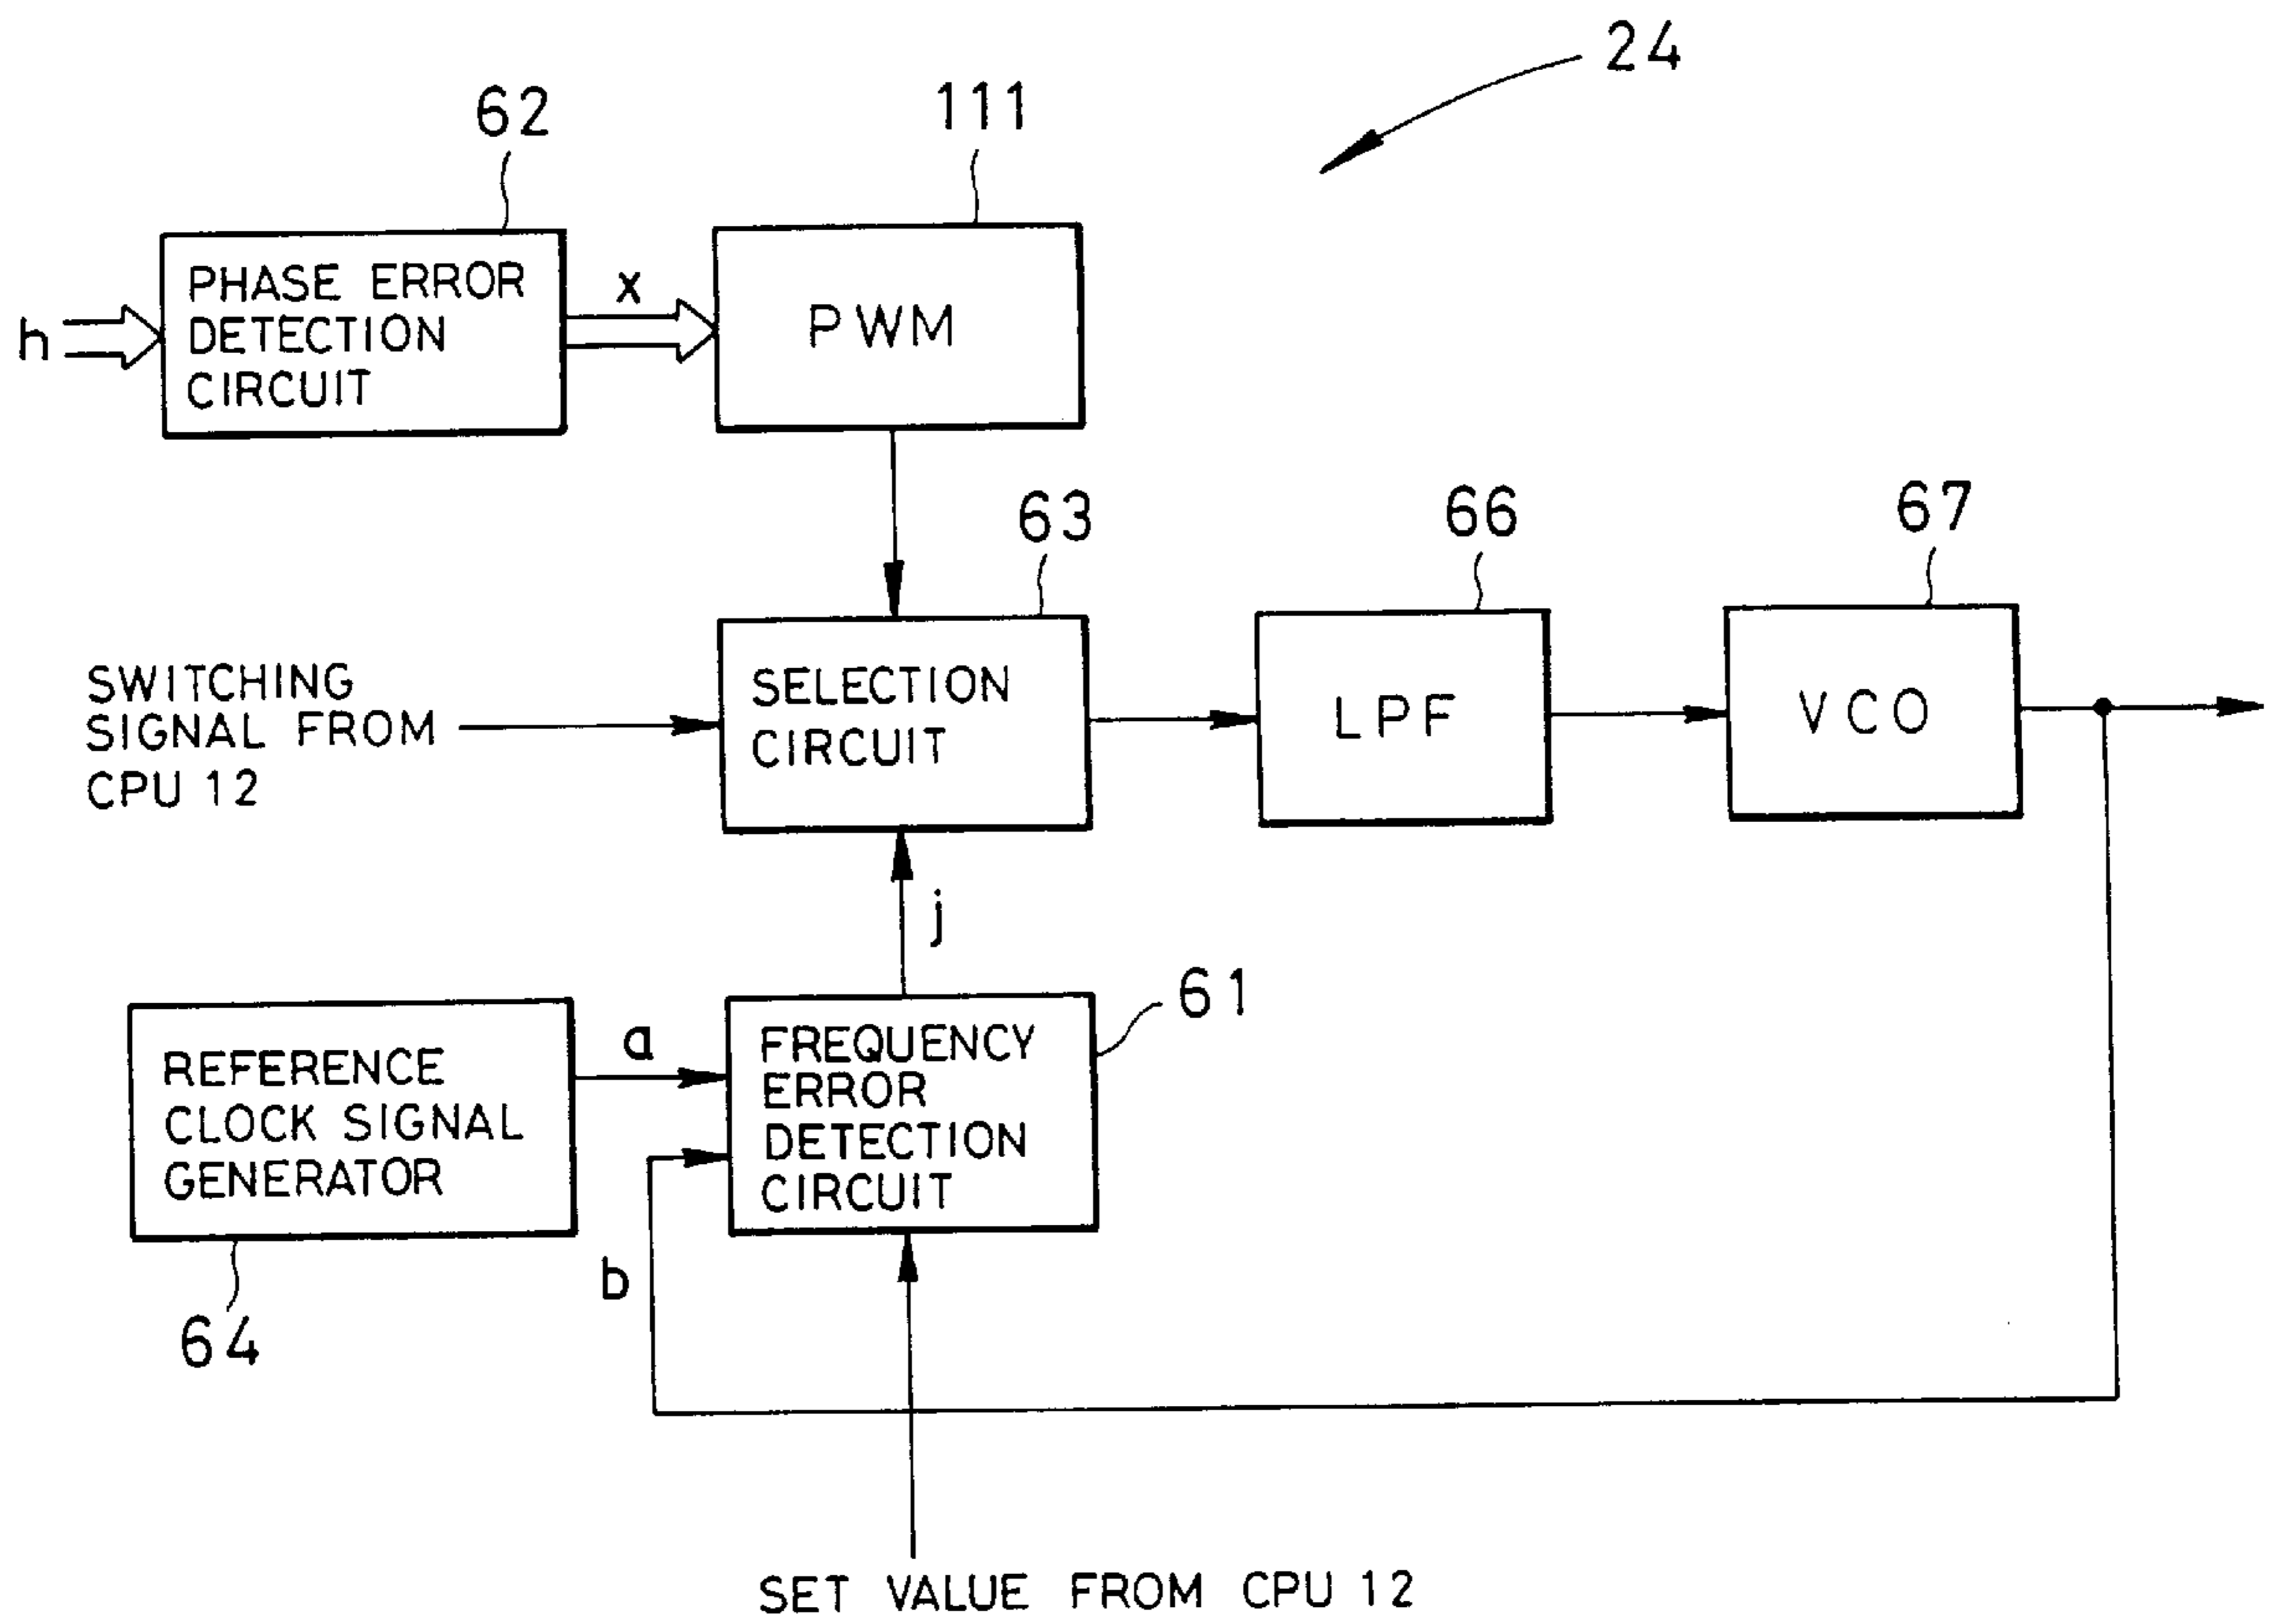 24
62
111
PHASE ERROR
DETECTION
CIRCUIT
h
x
PWM
63
66
67
SWITCHING
SIGNAL FROM
CPU 12
SELECTION
CIRCUIT
LPF
VCO
j
61
REFERENCE
CLOCK SIGNAL
GENERATOR
a
FREQUENCY
ERROR
DETECTION
CIRCUIT
b
64
SET VALUE FROM CPU 12